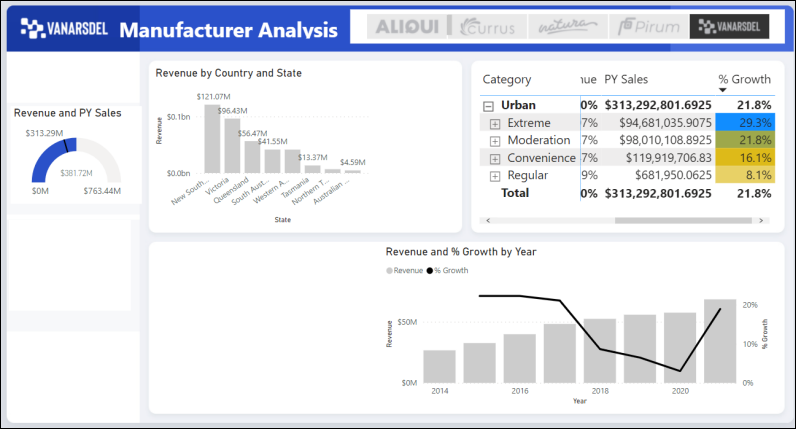 VANARSDEL Manufacturer Analysis
ALIQUI Currus natura Pirum VANARSDEL
Revenue and PY Sales
$313.29M
$381.72M
$0M $763.44M
Revenue by Country and State
$121.07M
$96.43M
$56.47M
$41.55M
$13.37M
$4.59M
$0.1bn
$0.0bn
Revenue
New South...
Victoria
Queensland
South Aust...
Western A...
Tasmania
Northern T...
Australian ...
State
Category ue PY Sales % Growth
Urban 0% $313,292,801.6925 21.8%
Extreme 7% $94,681,035.9075 29.3%
Moderation 7% $98,010,108.8925 21.8%
Convenience 7% $119,919,706.83 16.1%
Regular 9% $681,950.0625 8.1%
Total 0% $313,292,801.6925 21.8%
Revenue and % Growth by Year
Revenue % Growth
$50M
$0M
Revenue
20%
10%
0%
% Growth
2014 2016 2018 2020
Year